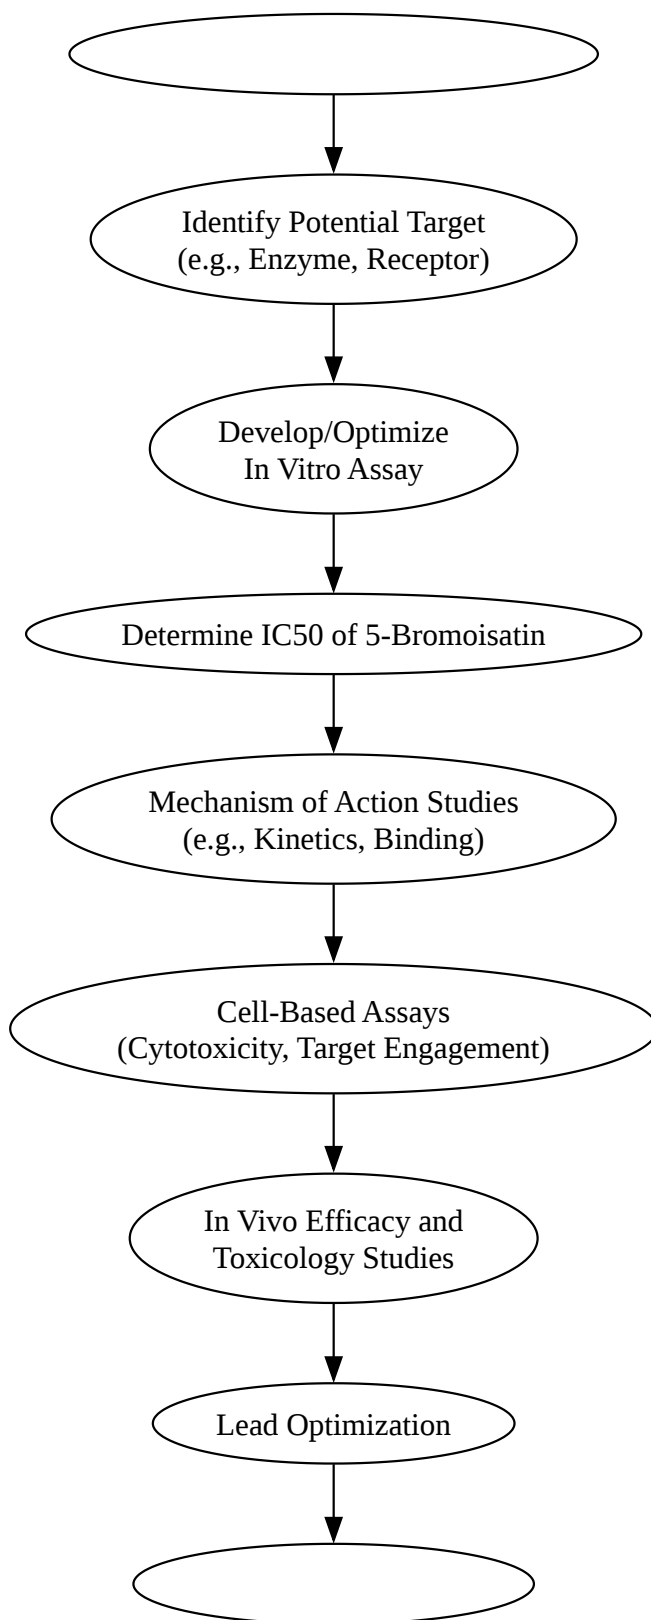 Identify Potential Target
(e.g., Enzyme, Receptor)
Develop/Optimize
In Vitro Assay
Determine IC50 of 5-Bromoisatin
Mechanism of Action Studies
(e.g., Kinetics, Binding)
Cell-Based Assays
(Cytotoxicity, Target Engagement)
In Vivo Efficacy and
Toxicology Studies
Lead Optimization